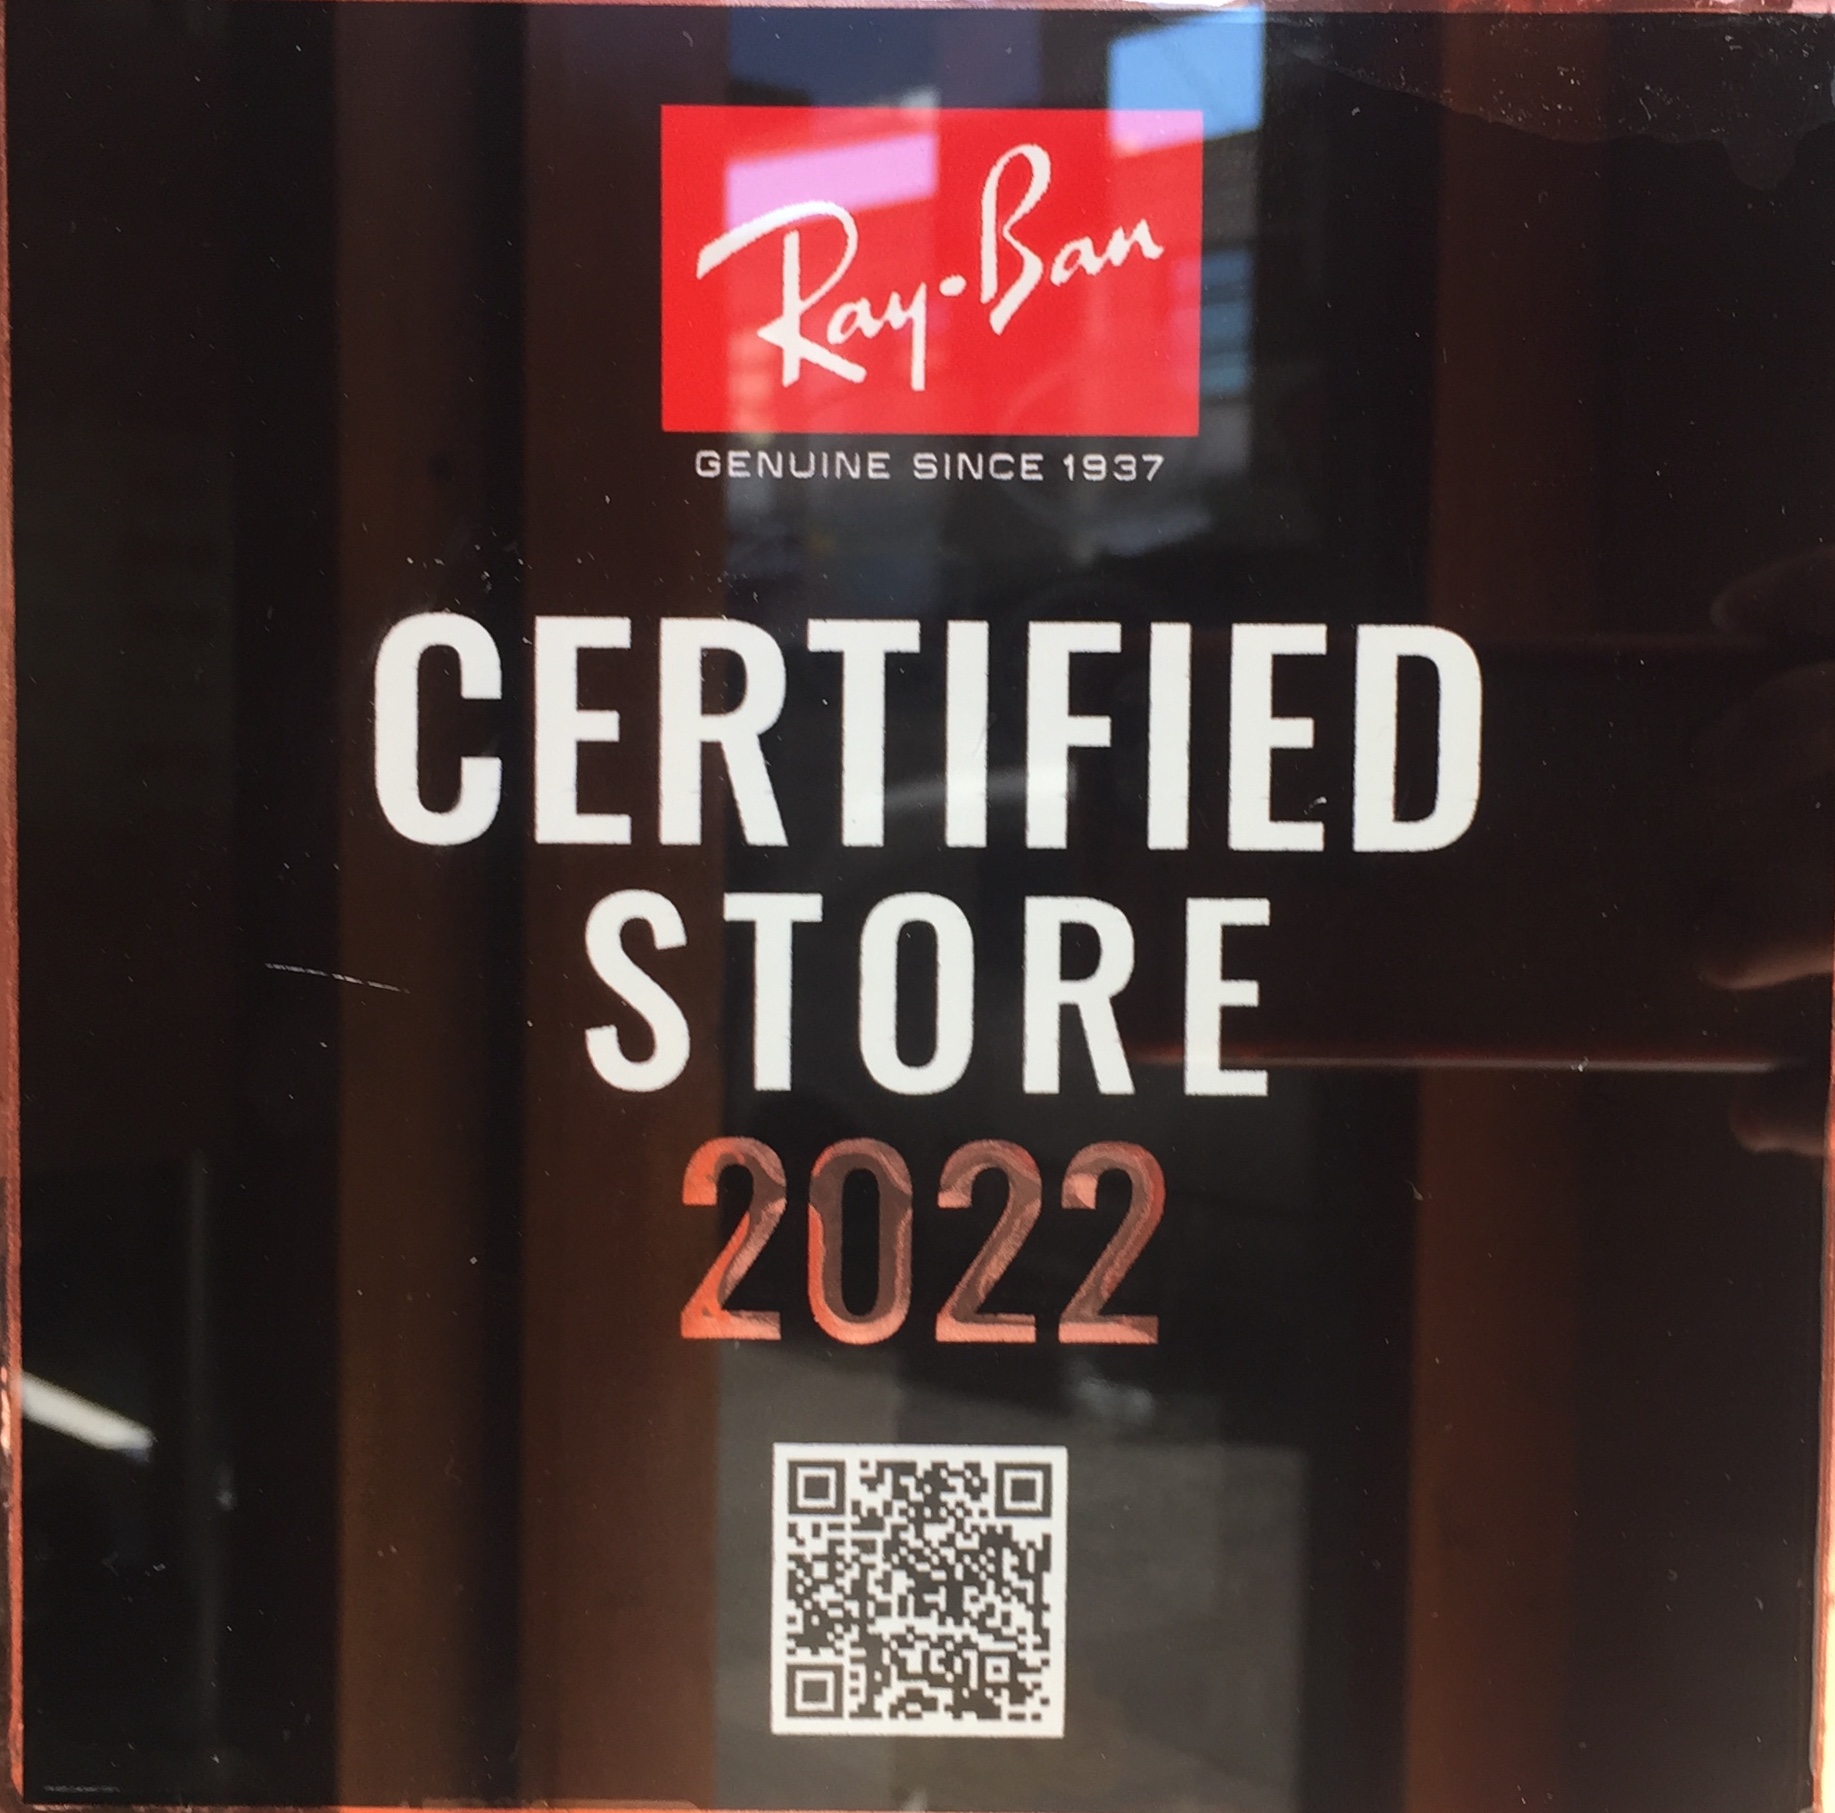 Ray-Ban
GENUINE SINCE 1937
CERTIFIED
STORE
2022